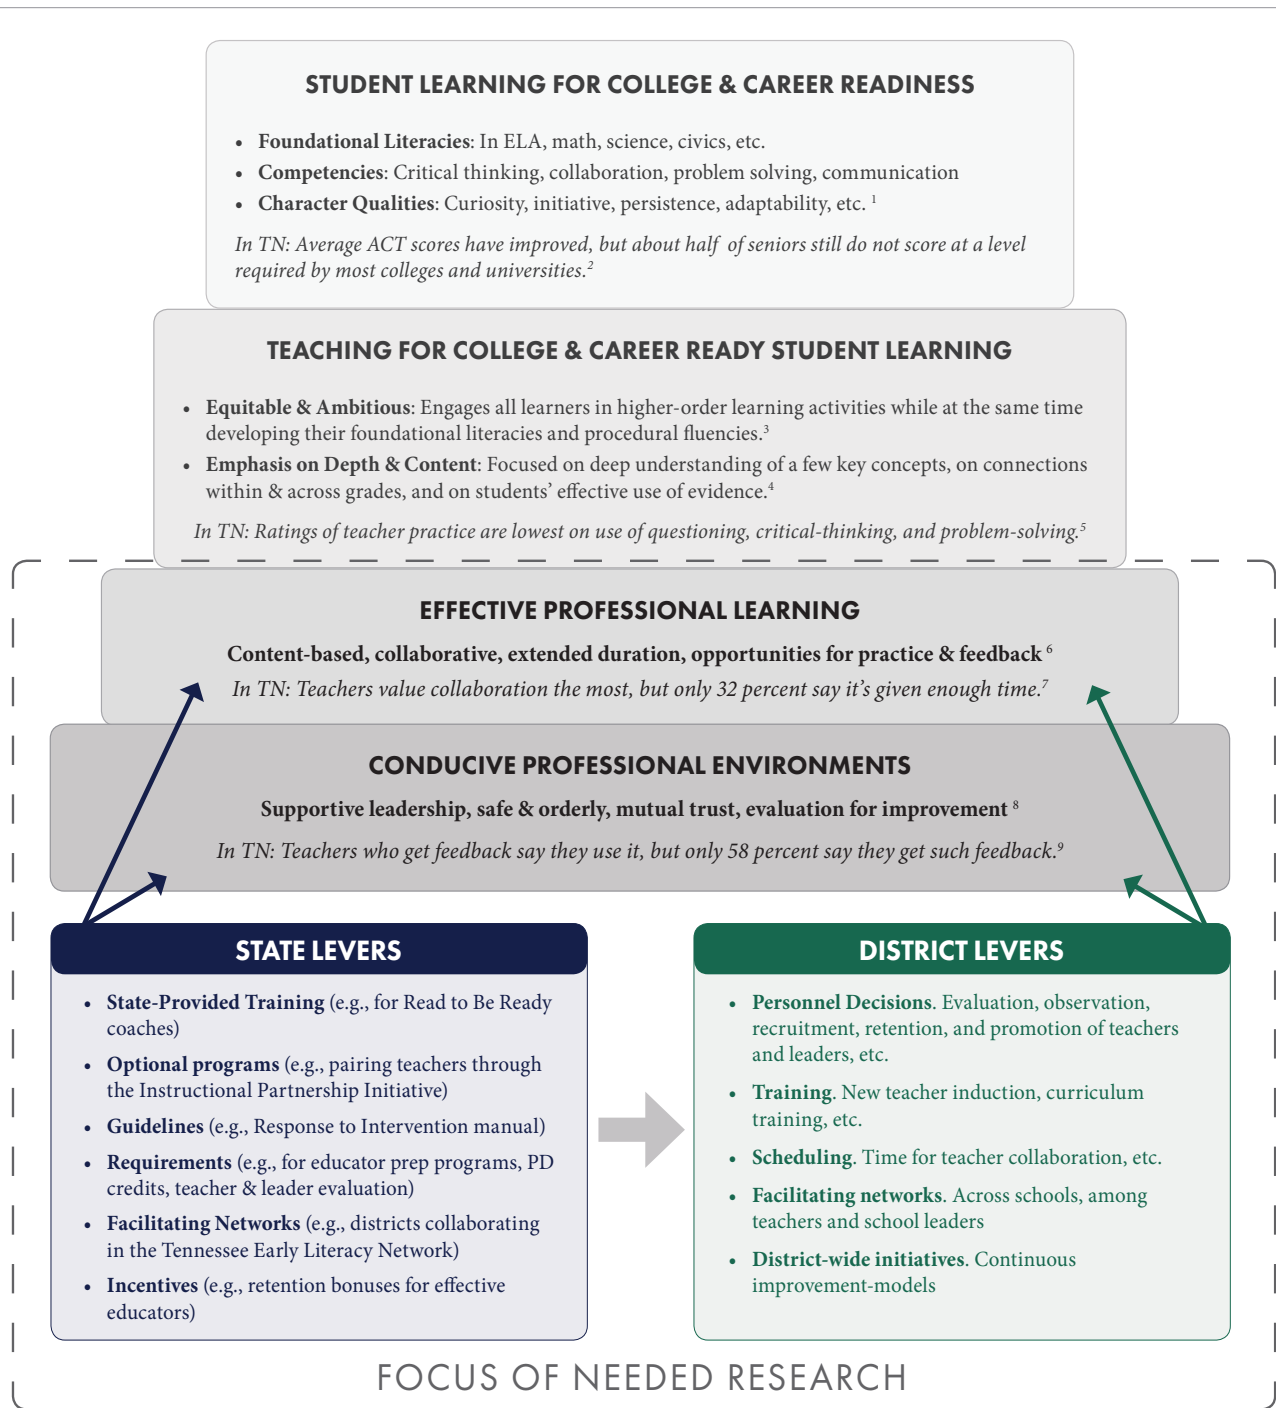 STUDENT LEARNING FOR COLLEGE & CAREER READINESS
• Foundational Literacies: In ELA, math, science, civics, etc.
• Competencies: Critical thinking, collaboration, problem solving, communication
• Character Qualities: Curiosity, initiative, persistence, adaptability, etc. 1
In TN: Average ACT scores have improved, but about half of seniors still do not score at a level
required by most colleges and universities.2
TEACHING FOR COLLEGE & CAREER READY STUDENT LEARNING
• Equitable & Ambitious: Engages all learners in higher-order learning activities while at the same time
developing their foundational literacies and procedural fluencies.3
• Emphasis on Depth & Content: Focused on deep understanding of a few key concepts, on connections
within & across grades, and on students' effective use of evidence.4
In TN: Ratings of teacher practice are lowest on use of questioning, critical-thinking, and problem-solving.5
EFFECTIVE PROFESSIONAL LEARNING
Content-based, collaborative, extended duration, opportunities for practice & feedback 6
In TN: Teachers value collaboration the most, but only 32 percent say it's given enough time.7
CONDUCIVE PROFESSIONAL ENVIRONMENTS
Supportive leadership, safe & orderly, mutual trust, evaluation for improvement 8
In TN: Teachers who get feedback say they use it, but only 58 percent say they get such feedback.9
STATE LEVERS
• State-Provided Training (e.g., for Read to Be Ready
coaches)
• Optional programs (e.g., pairing teachers through
the Instructional Partnership Initiative)
• Guidelines (e.g., Response to Intervention manual)
• Requirements (e.g., for educator prep programs, PD
credits, teacher & leader evaluation)
• Facilitating Networks (e.g., districts collaborating
in the Tennessee Early Literacy Network)
• Incentives (e.g., retention bonuses for effective
educators)
DISTRICT LEVERS
• Personnel Decisions. Evaluation, observation,
recruitment, retention, and promotion of teachers
and leaders, etc.
• Training. New teacher induction, curriculum
training, etc.
• Scheduling. Time for teacher collaboration, etc.
• Facilitating networks. Across schools, among
teachers and school leaders
• District-wide initiatives. Continuous
improvement-models
FOCUS OF NEEDED RESEARCH